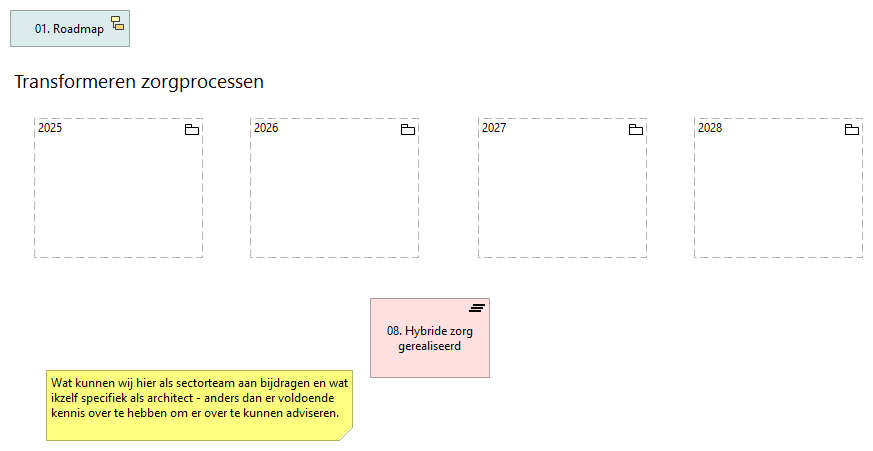 01. Roadmap
Transformeren zorgprocessen
2025
2026
2027
2028
08. Hybride zorg
gerealiseerd
Wat kunnen wij hier als sectorteam aan bijdragen en wat
ikzelf specifiek als architect - anders dan er voldoende
kennis over te hebben om er over te kunnen adviseren.